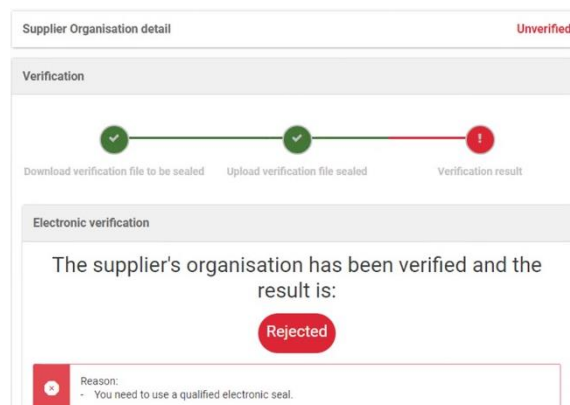 Supplier Organisation detail Unverified
Verification
Download verification file to be sealed Upload verification file sealed Verification result
Electronic verification
The supplier's organisation has been verified and the
result is:
Rejected
Reason:
- You need to use a qualified electronic seal.